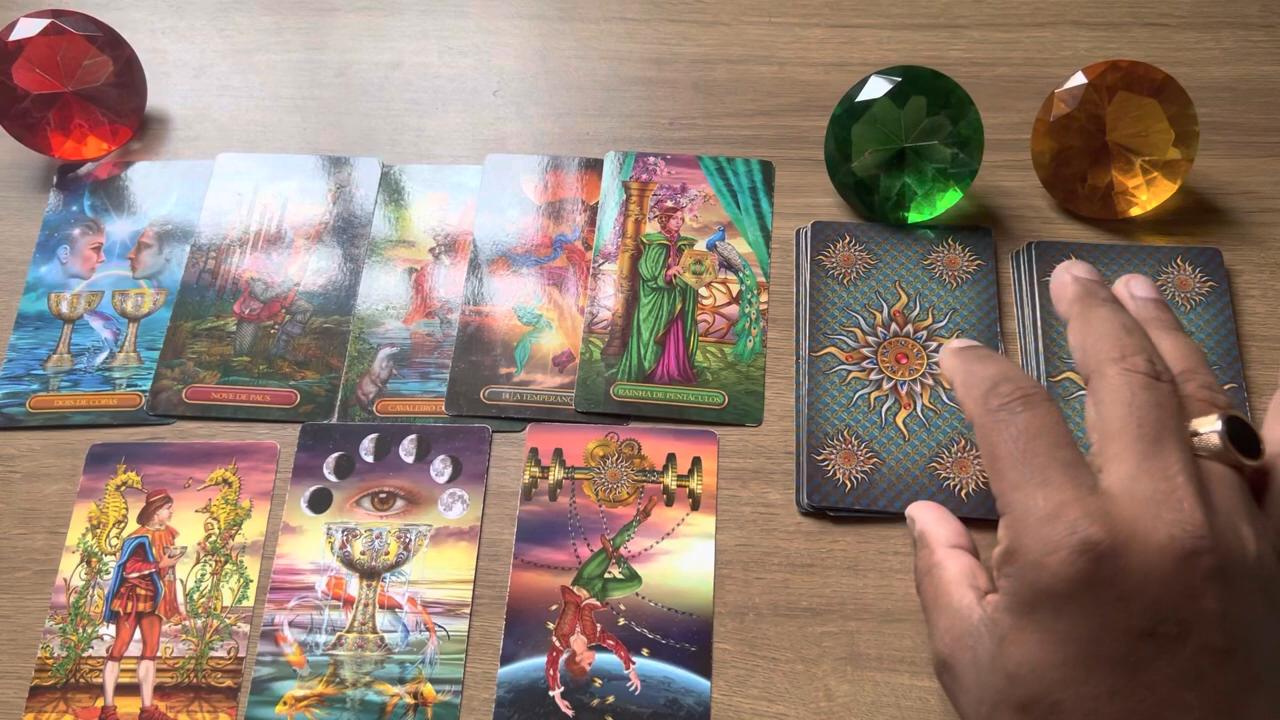 DOIS DE COPAS
NOVE DE PAUS
CAVALEIRO
14 A TEMPERANÇ
RAINHA DE PENTÁCULOS